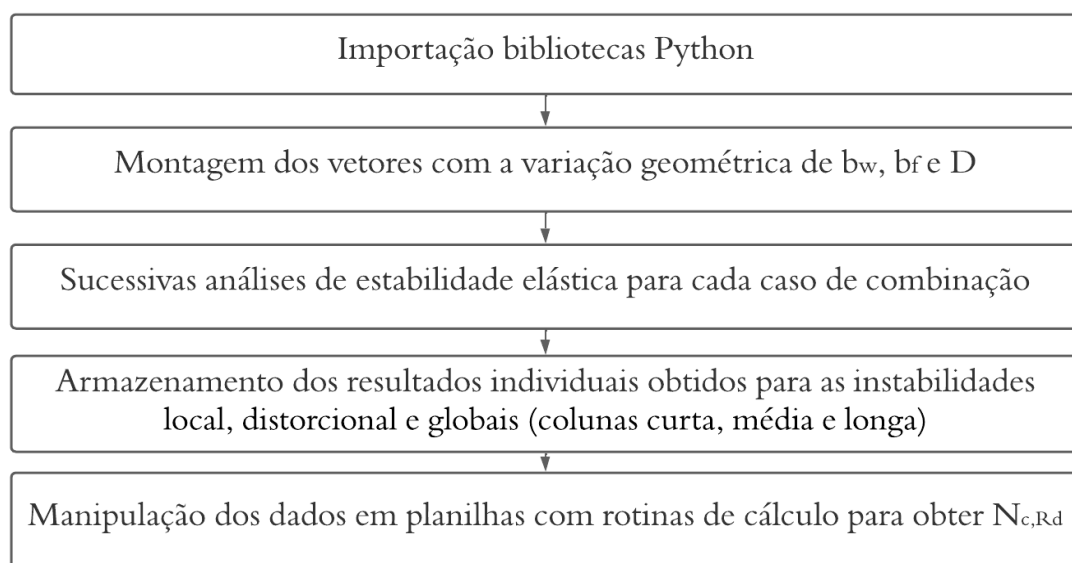 Importação bibliotecas Python
Montagem dos vetores com a variação geométrica de bw, bf e D
Sucessivas análises de estabilidade elástica para cada caso de combinação
Armazenamento dos resultados individuais obtidos para as instabilidades
local, distorcional e globais (colunas curta, média e longa)
Manipulação dos dados em planilhas com rotinas de cálculo para obter Nc,Rd